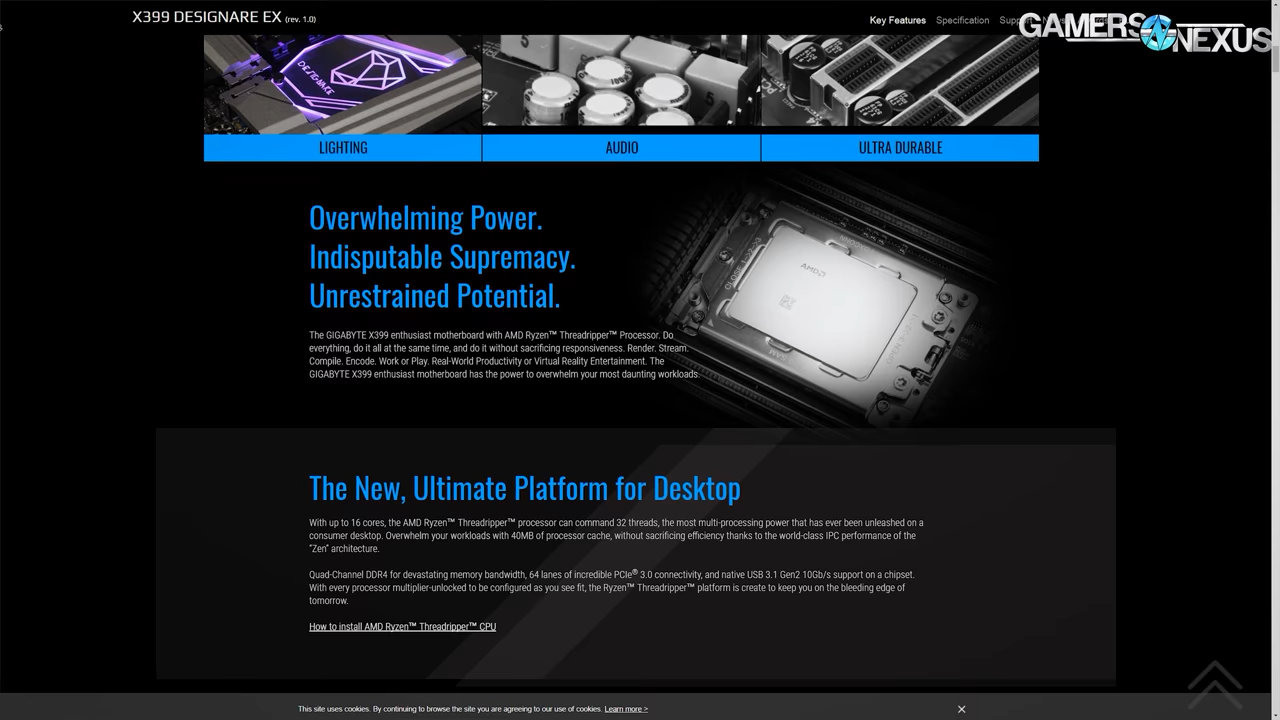 X399 DESIGNARE EX (rev. 1.0)
Key Features Specification Supp
GAMERS NEXUS
DESIGNARE
LIGHTING AUDIO ULTRA DURABLE
Overwhelming Power.
Indisputable Supremacy.
Unrestrained Potential.
AMD
The GIGABYTE X399 enthusiast motherboard with AMD Ryzen™ Threadripper™ Processor. Do
everything, do it all at the same time, and do it without sacrificing responsiveness. Render. Stream.
Compile. Encode. Work or Play. Real-World Productivity or Virtual Reality Entertainment. The
GIGABYTE X399 enthusiast motherboard has the power to overwhelm your most daunting workloads.
The New, Ultimate Platform for Desktop
With up to 16 cores, the AMD Ryzen™ Threadripper™ processor can command 32 threads, the most multi-processing power that has ever been unleashed on a
consumer desktop. Overwhelm your workloads with 40MB of processor cache, without sacrificing efficiency thanks to the world-class IPC performance of the
“Zen” architecture.
Quad-Channel DDR4 for devastating memory bandwidth, 64 lanes of incredible PCIe® 3.0 connectivity, and native USB 3.1 Gen2 10Gb/s support on a chipset.
With every processor multiplier-unlocked to be configured as you see fit, the Ryzen™ Threadripper™ platform is create to keep you on the bleeding edge of
tomorrow.
How to install AMD Ryzen™ Threadripper™ CPU
This site uses cookies. By continuing to browse the site you are agreeing to our use of cookies. Learn more >